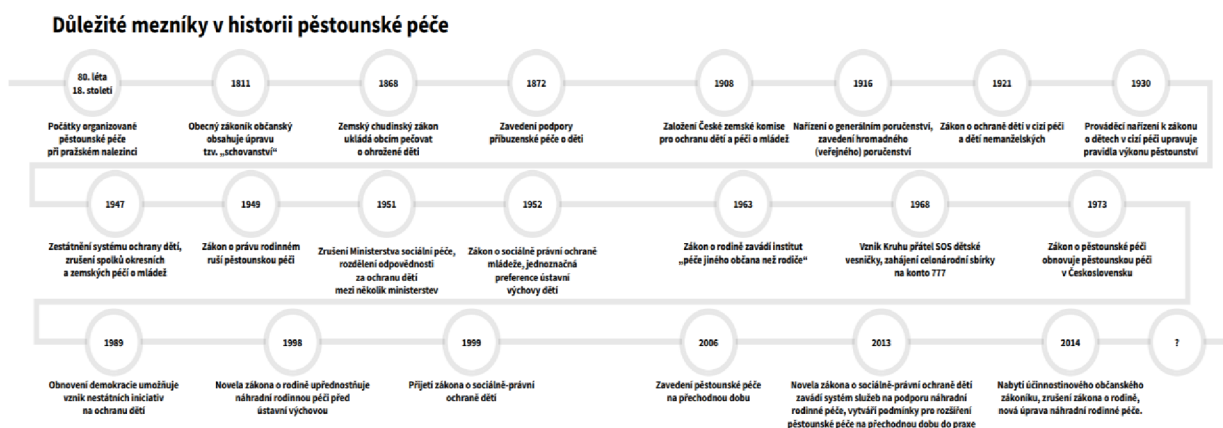 Důležité mezníky v historii pěstounské péče
80. léta
18. století
Počátky organizované
pěstounské péče
při pražském nalezinci
1811
Obecný zákoník občanský
obsahuje úpravu
tzv. „schovanství“
1868
Zemský chudinský zákon
ukládá obcím pečovat
o ohrožené děti
1872
Zavedení podpory
příbuzenské péče o děti
1908
Založení České zemské komise
pro ochranu dětí a péči o mládež
1916
Nařízení o generálním poručenství,
zavedení hromadného
(veřejného) poručenství
1921
Zákon o ochraně dětí v cizí péči
a dětí nemanželských
1930
Prováděcí nařízení k zákonu
o dětech v cizí péči upravuje
pravidla výkonu pěstounství
1947
Zestátnění systému ochrany dětí,
zrušení spolků okresních
a zemských péčí o mládež
1949
Zákon o právu rodinném
ruší pěstounskou péči
1951
Zrušení Ministerstva sociální péče,
rozdělení odpovědnosti
za ochranu dětí
mezi několik ministerstev
1952
Zákon o sociálně právní ochraně
mládeže, jednoznačná
preference ústavní
výchovy dětí
1963
Zákon o rodině zavádí institut
„péče jiného občana než rodiče“
1968
Vznik Kruhu přátel SOS dětské
vesničky, zahájení celonárodní sbírky
na konto 777
1973
Zákon o pěstounské péči
obnovuje pěstounskou péči
v Československu
1989
Obnovení demokracie umožňuje
vznik nestátních iniciativ
na ochranu dětí
1998
Novela zákona o rodině upřednostňuje
náhradní rodinnou péči před
ústavní výchovou
1999
Přijetí zákona o sociálně-právní
ochraně dětí
2006
Zavedení pěstounské péče
na přechodnou dobu
2013
Novela zákona o sociálně-právní ochraně dětí
zavádí systém služeb na podporu náhradní
rodinné péče, vytváří podmínky pro rozšíření
pěstounské péče na přechodnou dobu do praxe
2014
Nabytí účinnostinového občanského
zákoníku, zrušení zákona o rodině,
nová úprava náhradní rodinné péče.
?